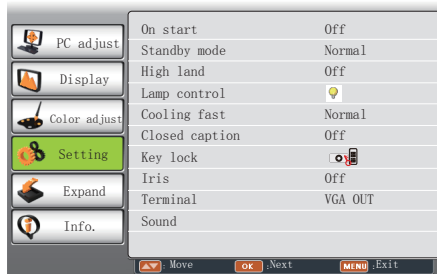 PC adjust
Display
Color adjust
Setting
Expand
Info.
On start Off
Standby mode Normal
High land Off
Lamp control
Cooling fast Normal
Closed caption Off
Key lock
Iris Off
Terminal VGA OUT
Sound
: Move OK :Next MENU :Exit